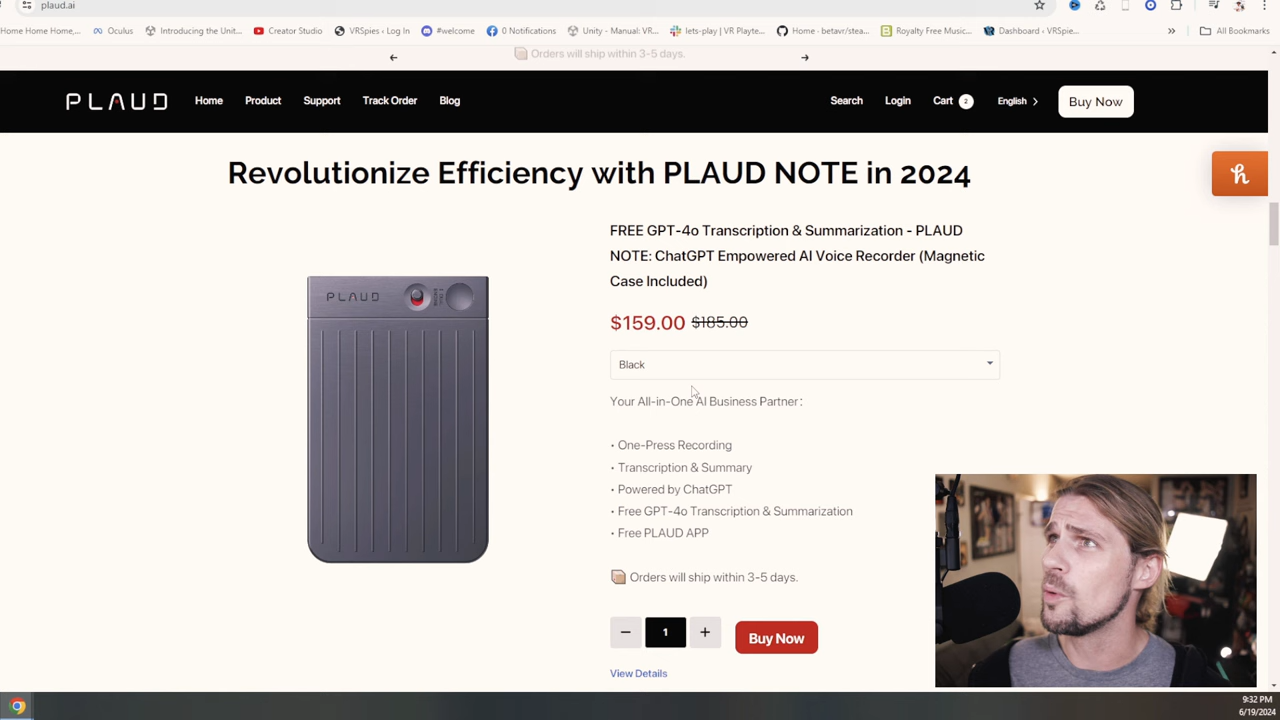 plaud.ai
Home Home Home,...
Oculus
Introducing the Unit...
Creator Studio
VRSpies ‹ Log In
#welcome
0 Notifications
Unity - Manual: VR...
lets-play | VR Playte...
Home · betavr/stea...
Royalty Free Music...
Dashboard ‹ VRSpie...
»
All Bookmarks
← Orders will ship within 3-5 days. →
PLAUD
Home
Product
Support
Track Order
Blog
Search
Login
Cart 2
English
Buy Now
Revolutionize Efficiency with PLAUD NOTE in 2024
PLAUD
FREE GPT-4o Transcription & Summarization - PLAUD
NOTE: ChatGPT Empowered AI Voice Recorder (Magnetic
Case Included)
$159.00 $185.00
Black
Your All-in-One AI Business Partner:
• One-Press Recording
• Transcription & Summary
• Powered by ChatGPT
• Free GPT-4o Transcription & Summarization
• Free PLAUD APP
Orders will ship within 3-5 days.
− 1 +
Buy Now
View Details
9:32 PM
6/19/2024